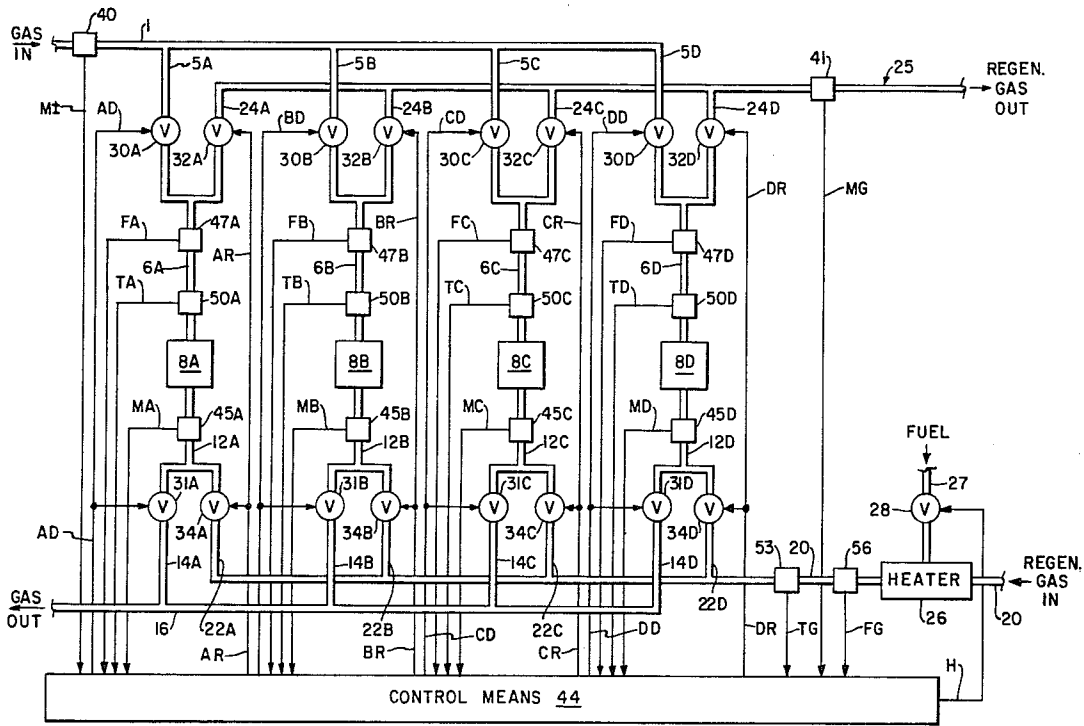 40
GAS
IN
1
5A
5B
5C
5D
41
25
REGEN.
GAS
OUT
MI
AD
24A
BD
24B
CD
24C
DD
24D
V
V
V
V
V
V
V
V
30A
32A
30B
32B
30C
32C
30D
32D
DR
MG
FA
47A
AR
FB
BR
47B
FC
CR
47C
FD
47D
6A
6B
6C
6D
TA
50A
TB
50B
TC
50C
TD
50D
8A
8B
8C
8D
MA
45A
MB
45B
MC
45C
MD
45D
12A
12B
12C
12D
FUEL
27
V
28
V
31A
V
34A
V
31B
V
34B
V
31C
V
34C
V
31D
V
34D
AD
14A
14B
14C
14D
53
20
56
HEATER
REGEN.
GAS
IN
22D
GAS
OUT
16
22A
AR
22B
BR
CD
22C
CR
DD
DR
TG
FG
26
20
H
CONTROL MEANS 44